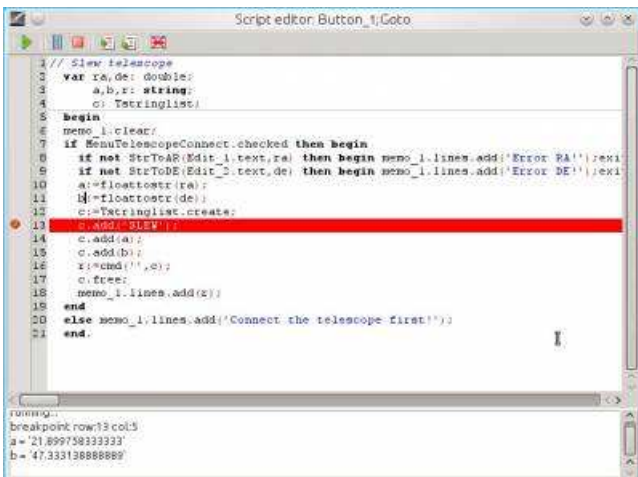 Script editor: Button_1;Goto
1 // Slew telescope
2 var ra,de: double;
3 a,b,r: string;
4 c: Tstringlist;
5 begin
6 memo_1.clear;
7 if MenuTelescopeConnect.checked then begin
8 if not StrToAR(Edit_1.text,ra) then begin memo_1.lines.add('Error RA!');exi
9 if not StrToDE(Edit_2.text,de) then begin memo_1.lines.add('Error DE!');exi
10 a:=floattostr(ra);
11 b:=floattostr(de);
12 c:=Tstringlist.create;
13 c.add('SLEW');
14 c.add(a);
15 c.add(b);
16 r:=cmd('',c);
17 c.free;
18 memo_1.lines.add(r);
19 end
20 else memo_1.lines.add('Connect the telescope first!');
21 end.
running...
breakpoint row:13 col:5
a = '21.899758333333'
b = '47.333138888889'